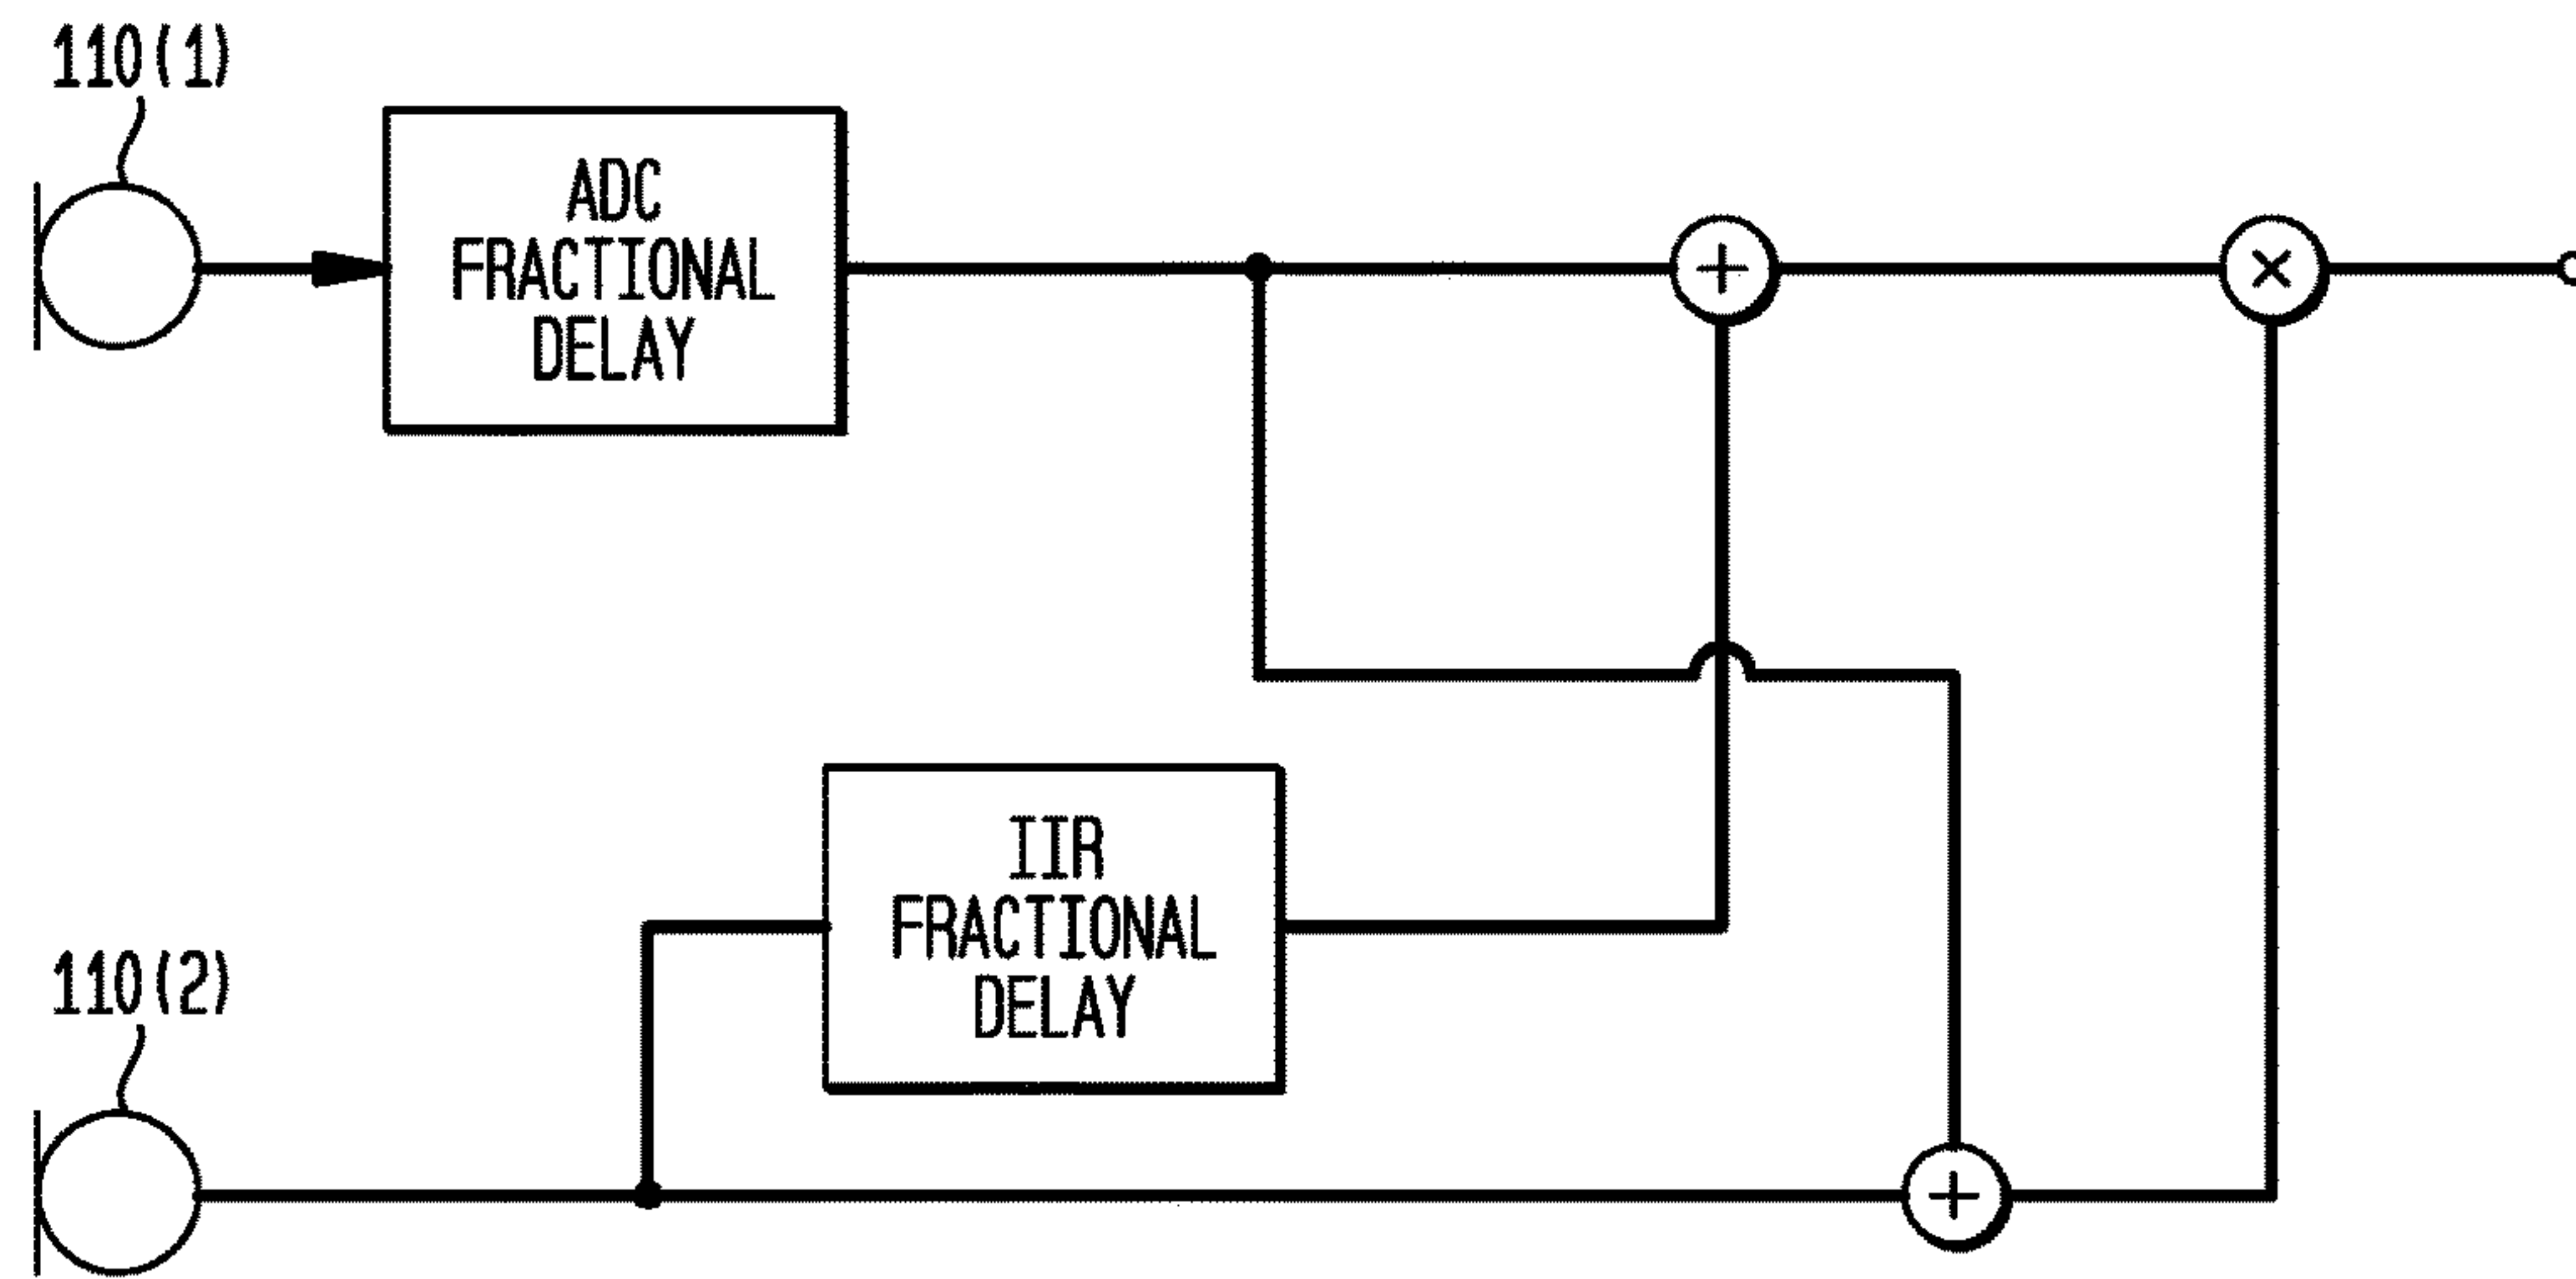 110(1)
ADC
FRACTIONAL
DELAY
+
×
IIR
FRACTIONAL
DELAY
110(2)
+